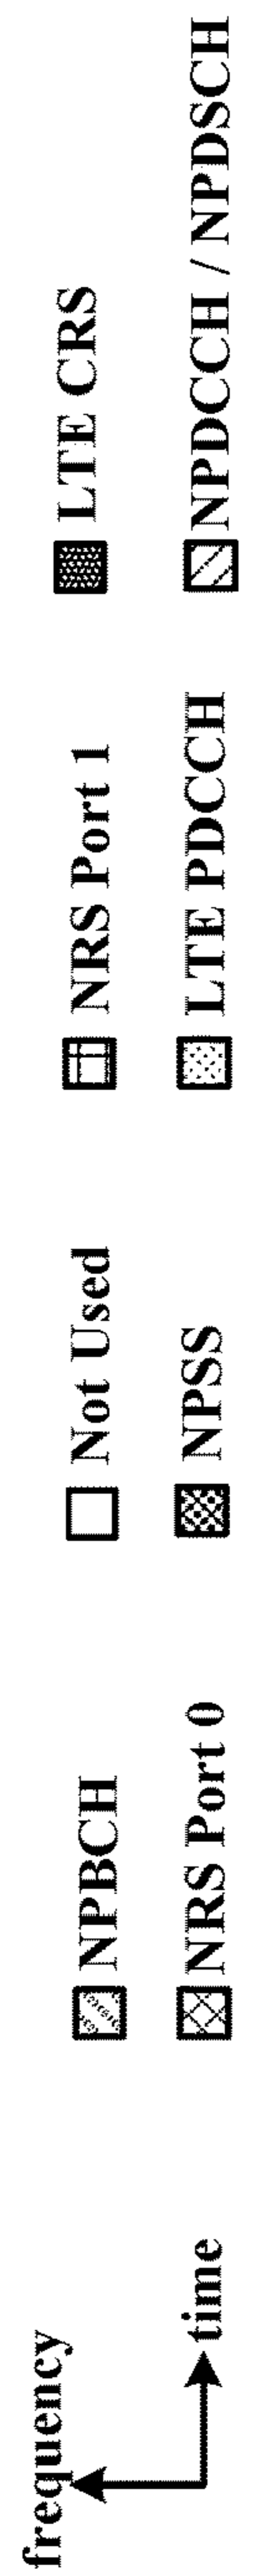 frequency
time
NPBCH
Not Used
NRS Port 1
LTE CRS
NRS Port 0
NPSS
LTE PDCCH
NPDCCH / NPDSCH